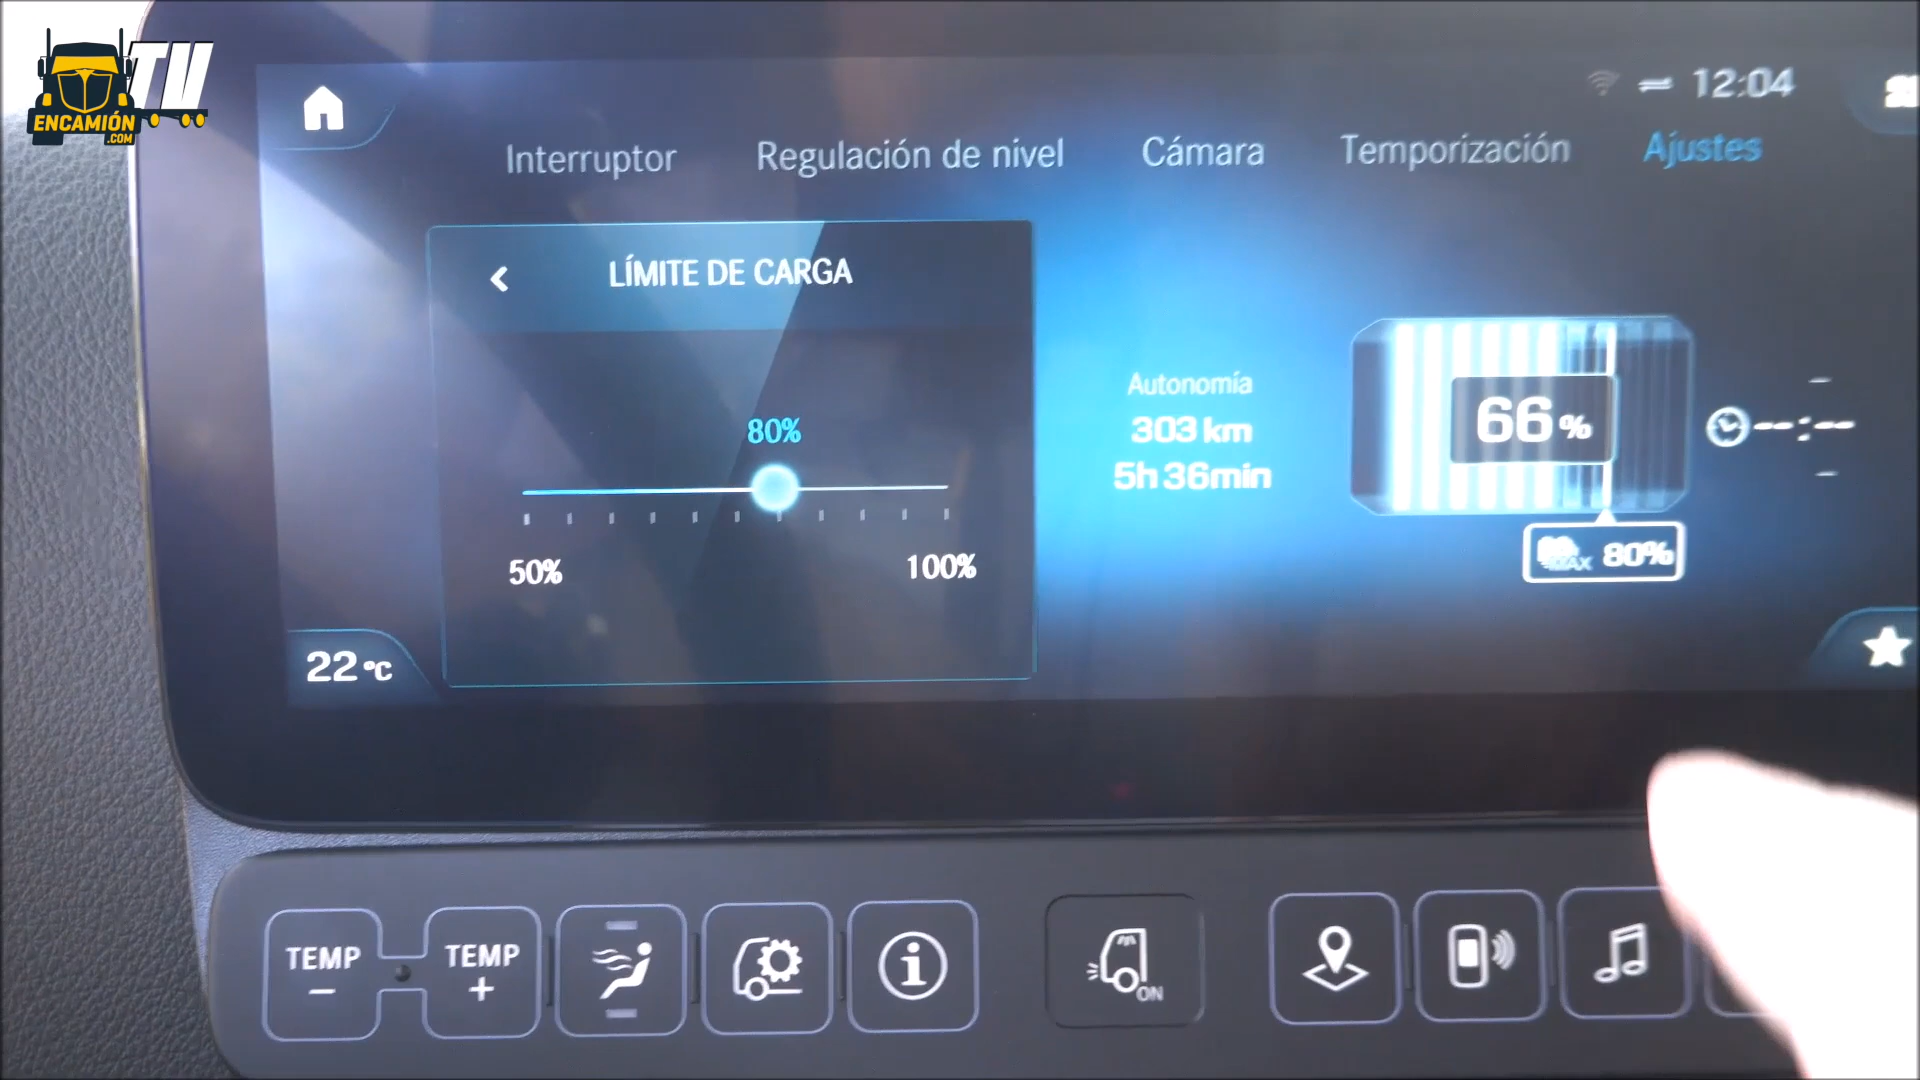 TV
ENCAMIÓN
.COM
12:04
Interruptor
Regulación de nivel
Cámara
Temporización
Ajustes
LÍMITE DE CARGA
80%
50%
100%
Autonomía
303 km
5h 36min
66 %
--:--
MAX 80%
22 °C
TEMP
−
TEMP
+
ON